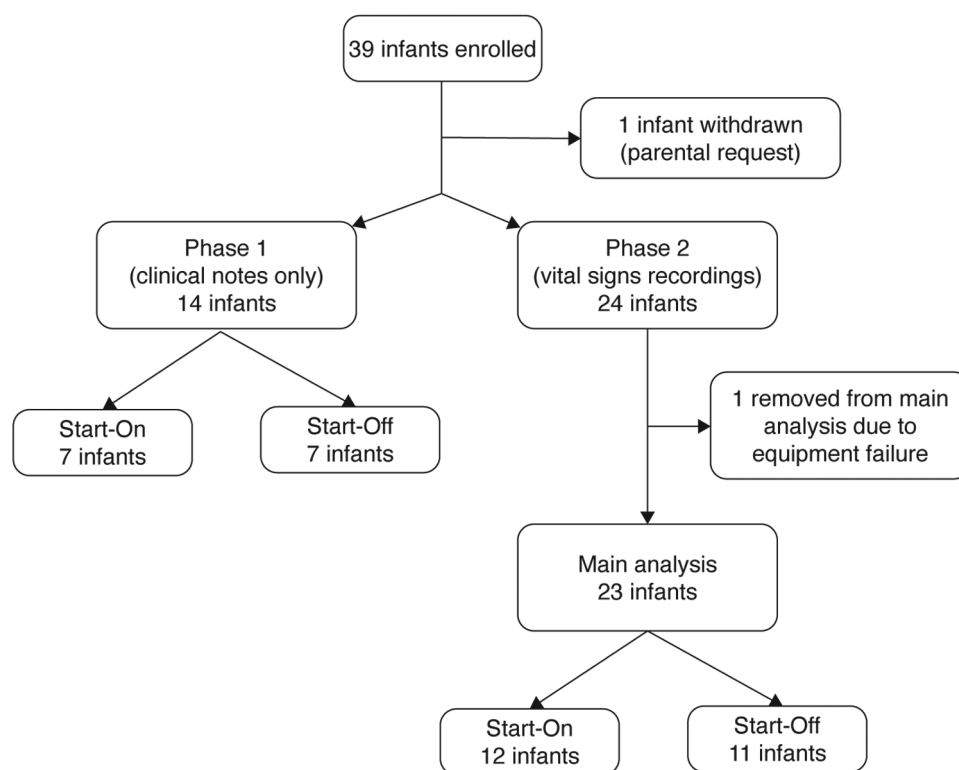 39 infants enrolled
1 infant withdrawn
(parental request)
Phase 1
(clinical notes only)
14 infants
Phase 2
(vital signs recordings)
24 infants
Start-On
7 infants
Start-Off
7 infants
1 removed from main
analysis due to
equipment failure
Main analysis
23 infants
Start-On
12 infants
Start-Off
11 infants